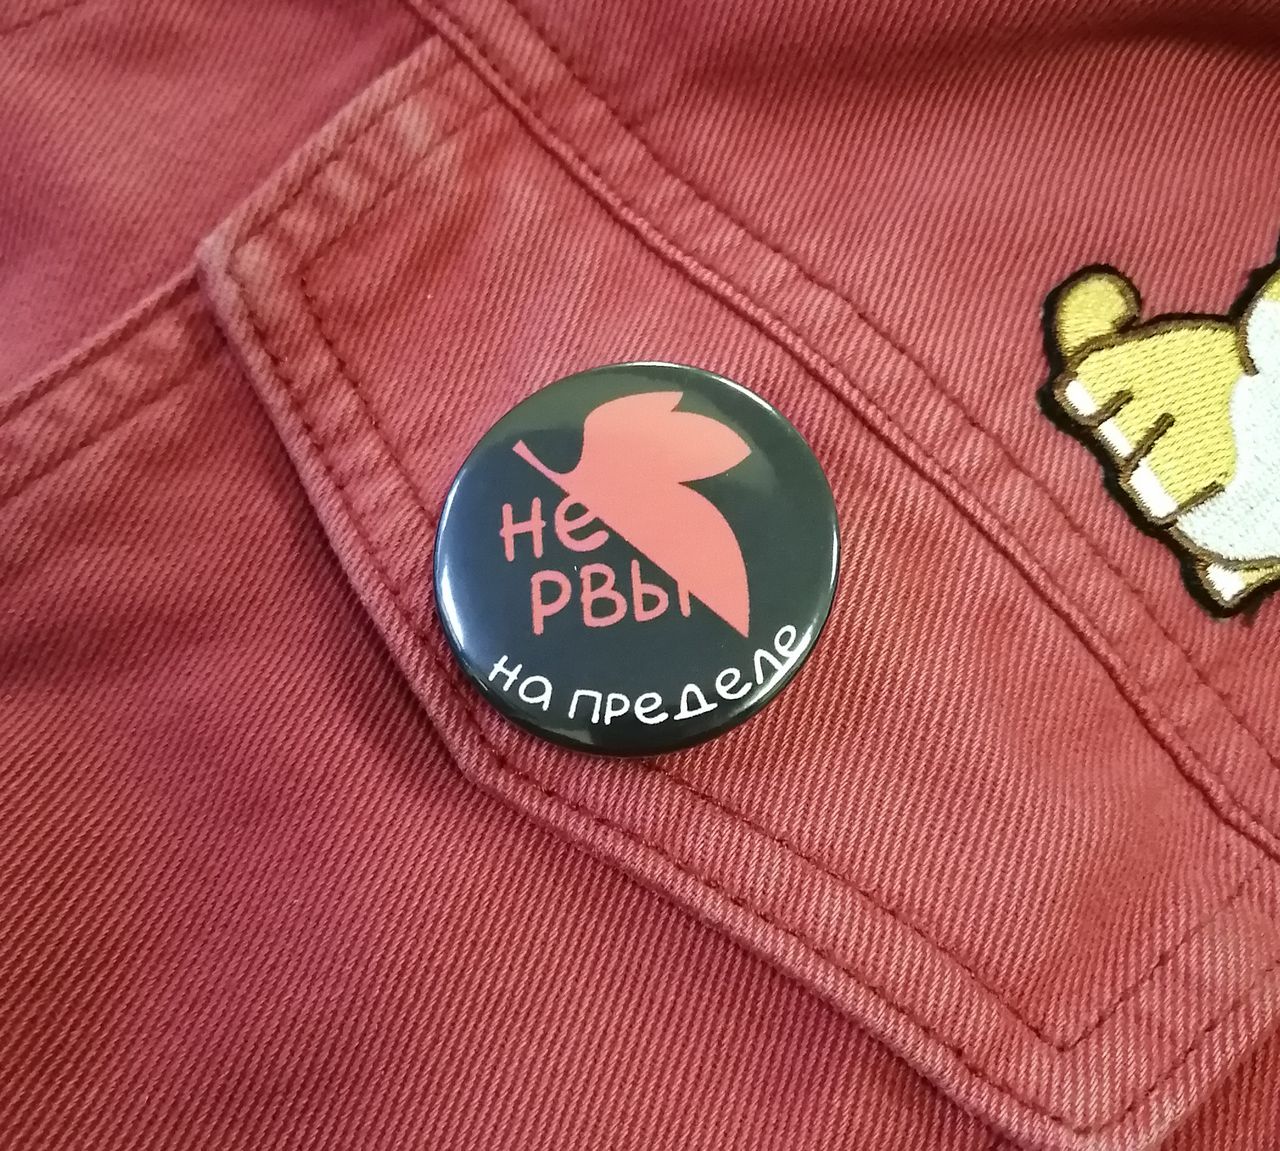 не
рвы
на пределе